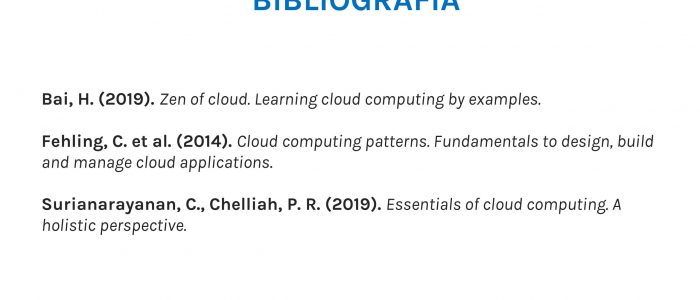 BIBLIOGRAFÍA
Bai, H. (2019). Zen of cloud. Learning cloud computing by examples.
Fehling, C. et al. (2014). Cloud computing patterns. Fundamentals to design, build
and manage cloud applications.
Surianarayanan, C., Chelliah, P. R. (2019). Essentials of cloud computing. A
holistic perspective.